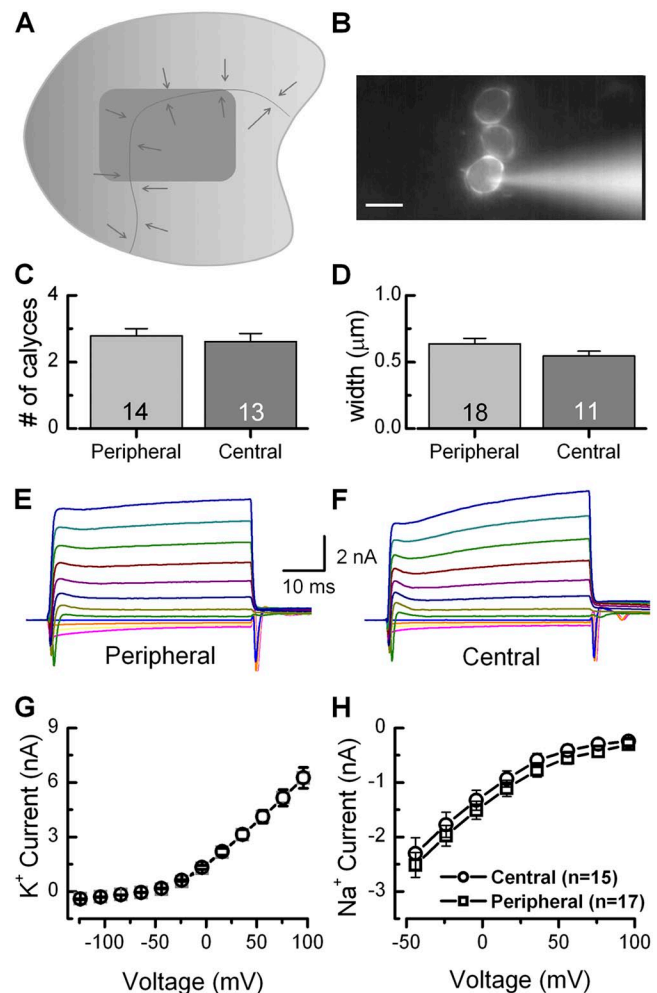 A
B
C
# of calyces
4
2
0
14
13
Peripheral
Central
D
width (μm)
1.0
0.5
0.0
18
11
Peripheral
Central
E
Peripheral
2 nA
10 ms
F
Central
G
K+ Current (nA)
9
6
3
0
-100
-50
0
50
100
Voltage (mV)
H
Na+ Current (nA)
0
-1
-2
-3
Central (n=15)
Peripheral (n=17)
-50
0
50
100
Voltage (mV)